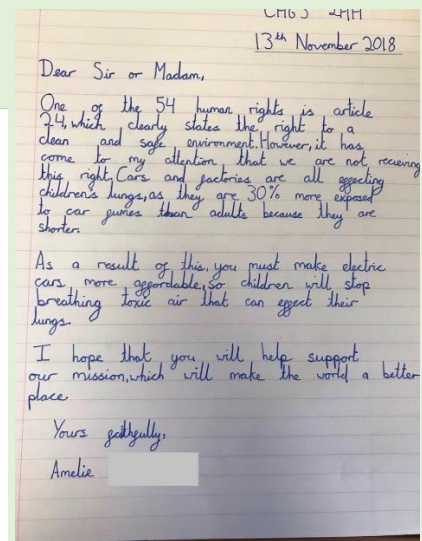 13th November 2018
Dear Sir or Madam,
One of the 54 human rights is article
24, which clearly states the right to a
clean and safe environment. However, it has
come to my attention that we are not recieving
this right. Cars and factories are all effecting
children's lungs, as they are 30% more exposed
to car fumes than adults because they are
shorter.
As a result of this, you must make electric
cars more affordable, so children will stop
breathing toxic air that can effect their
lungs.
I hope that you will help support
our mission, which will make the world a better
place.
Yours faithfully,
Amelie